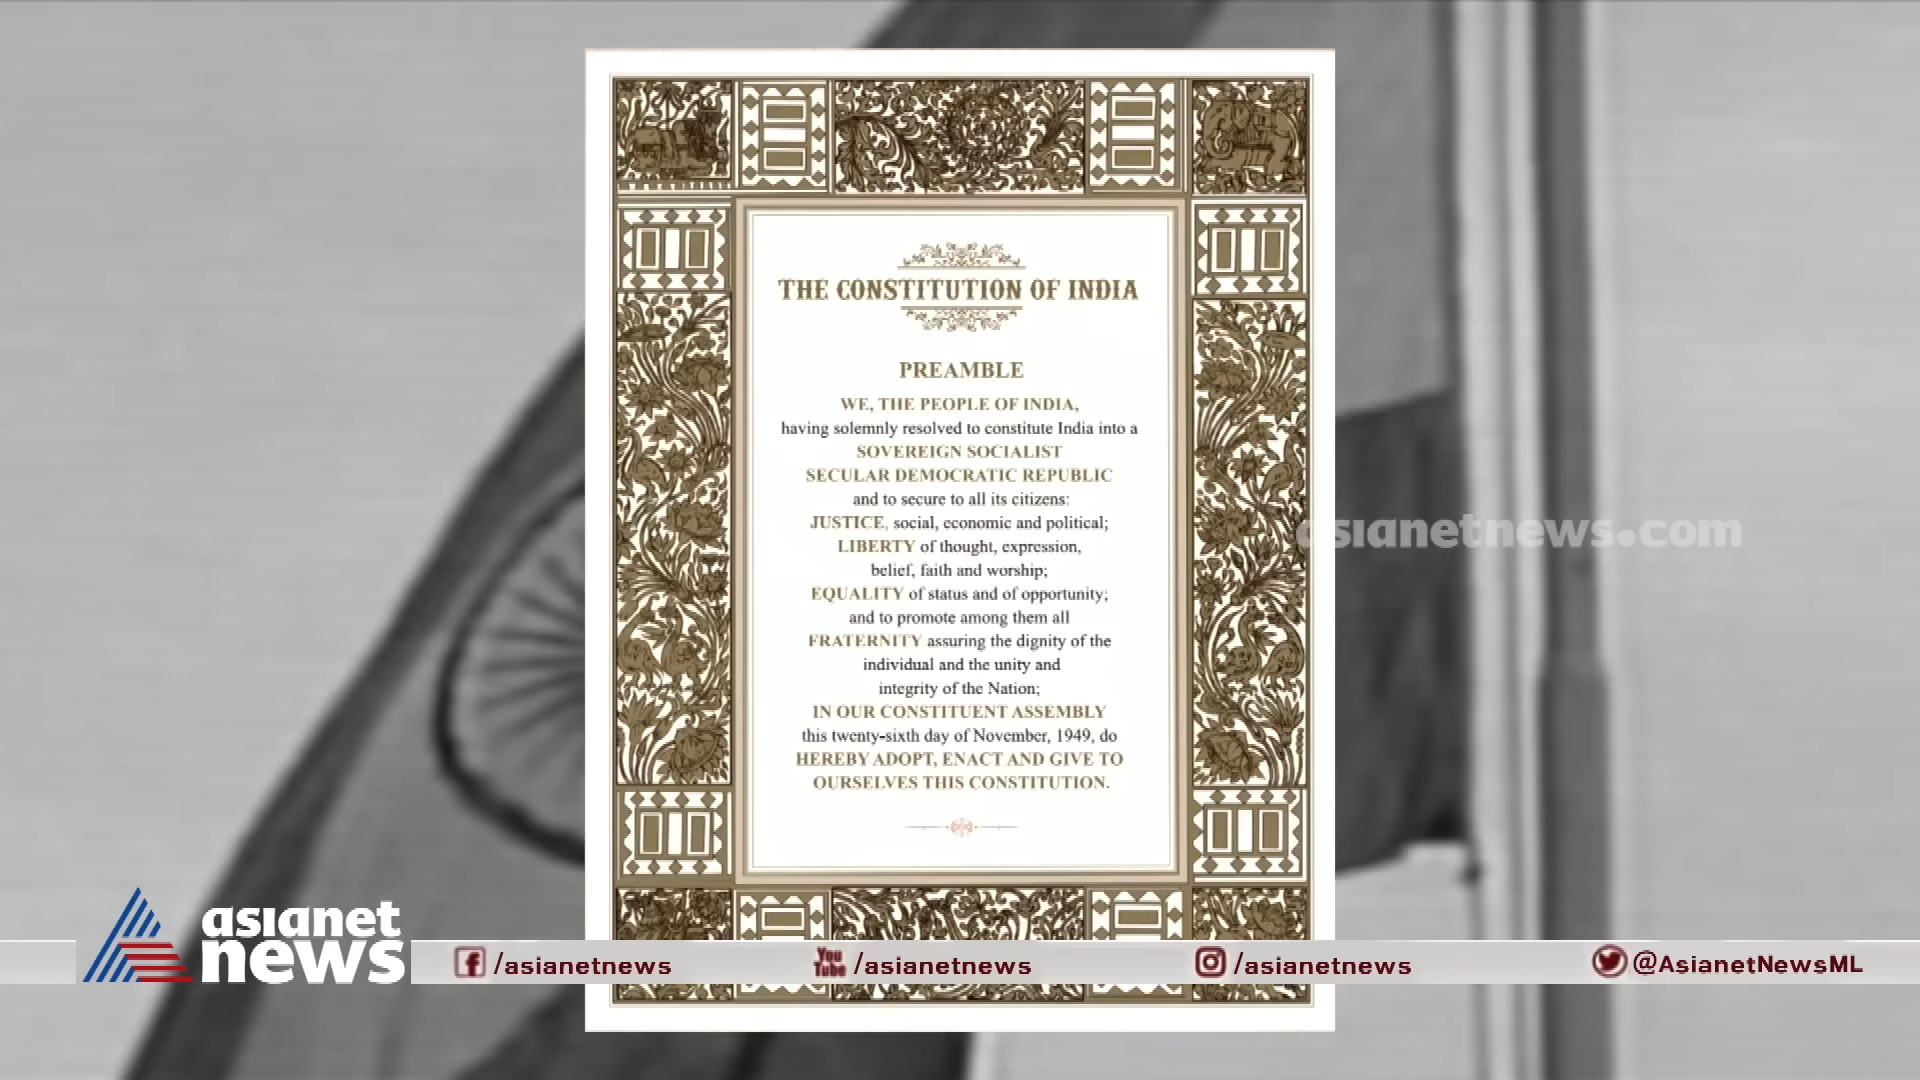 THE CONSTITUTION OF INDIA
PREAMBLE
WE, THE PEOPLE OF INDIA,
having solemnly resolved to constitute India into a
SOVEREIGN SOCIALIST
SECULAR DEMOCRATIC REPUBLIC
and to secure to all its citizens:
JUSTICE, social, economic and political;
LIBERTY of thought, expression,
belief, faith and worship;
EQUALITY of status and of opportunity;
and to promote among them all
FRATERNITY assuring the dignity of the
individual and the unity and
integrity of the Nation;
IN OUR CONSTITUENT ASSEMBLY
this twenty-sixth day of November, 1949, do
HEREBY ADOPT, ENACT AND GIVE TO
OURSELVES THIS CONSTITUTION.
asianetnews.com
asianet
news
/asianetnews
You
Tube /asianetnews
/asianetnews
@AsianetNewsML